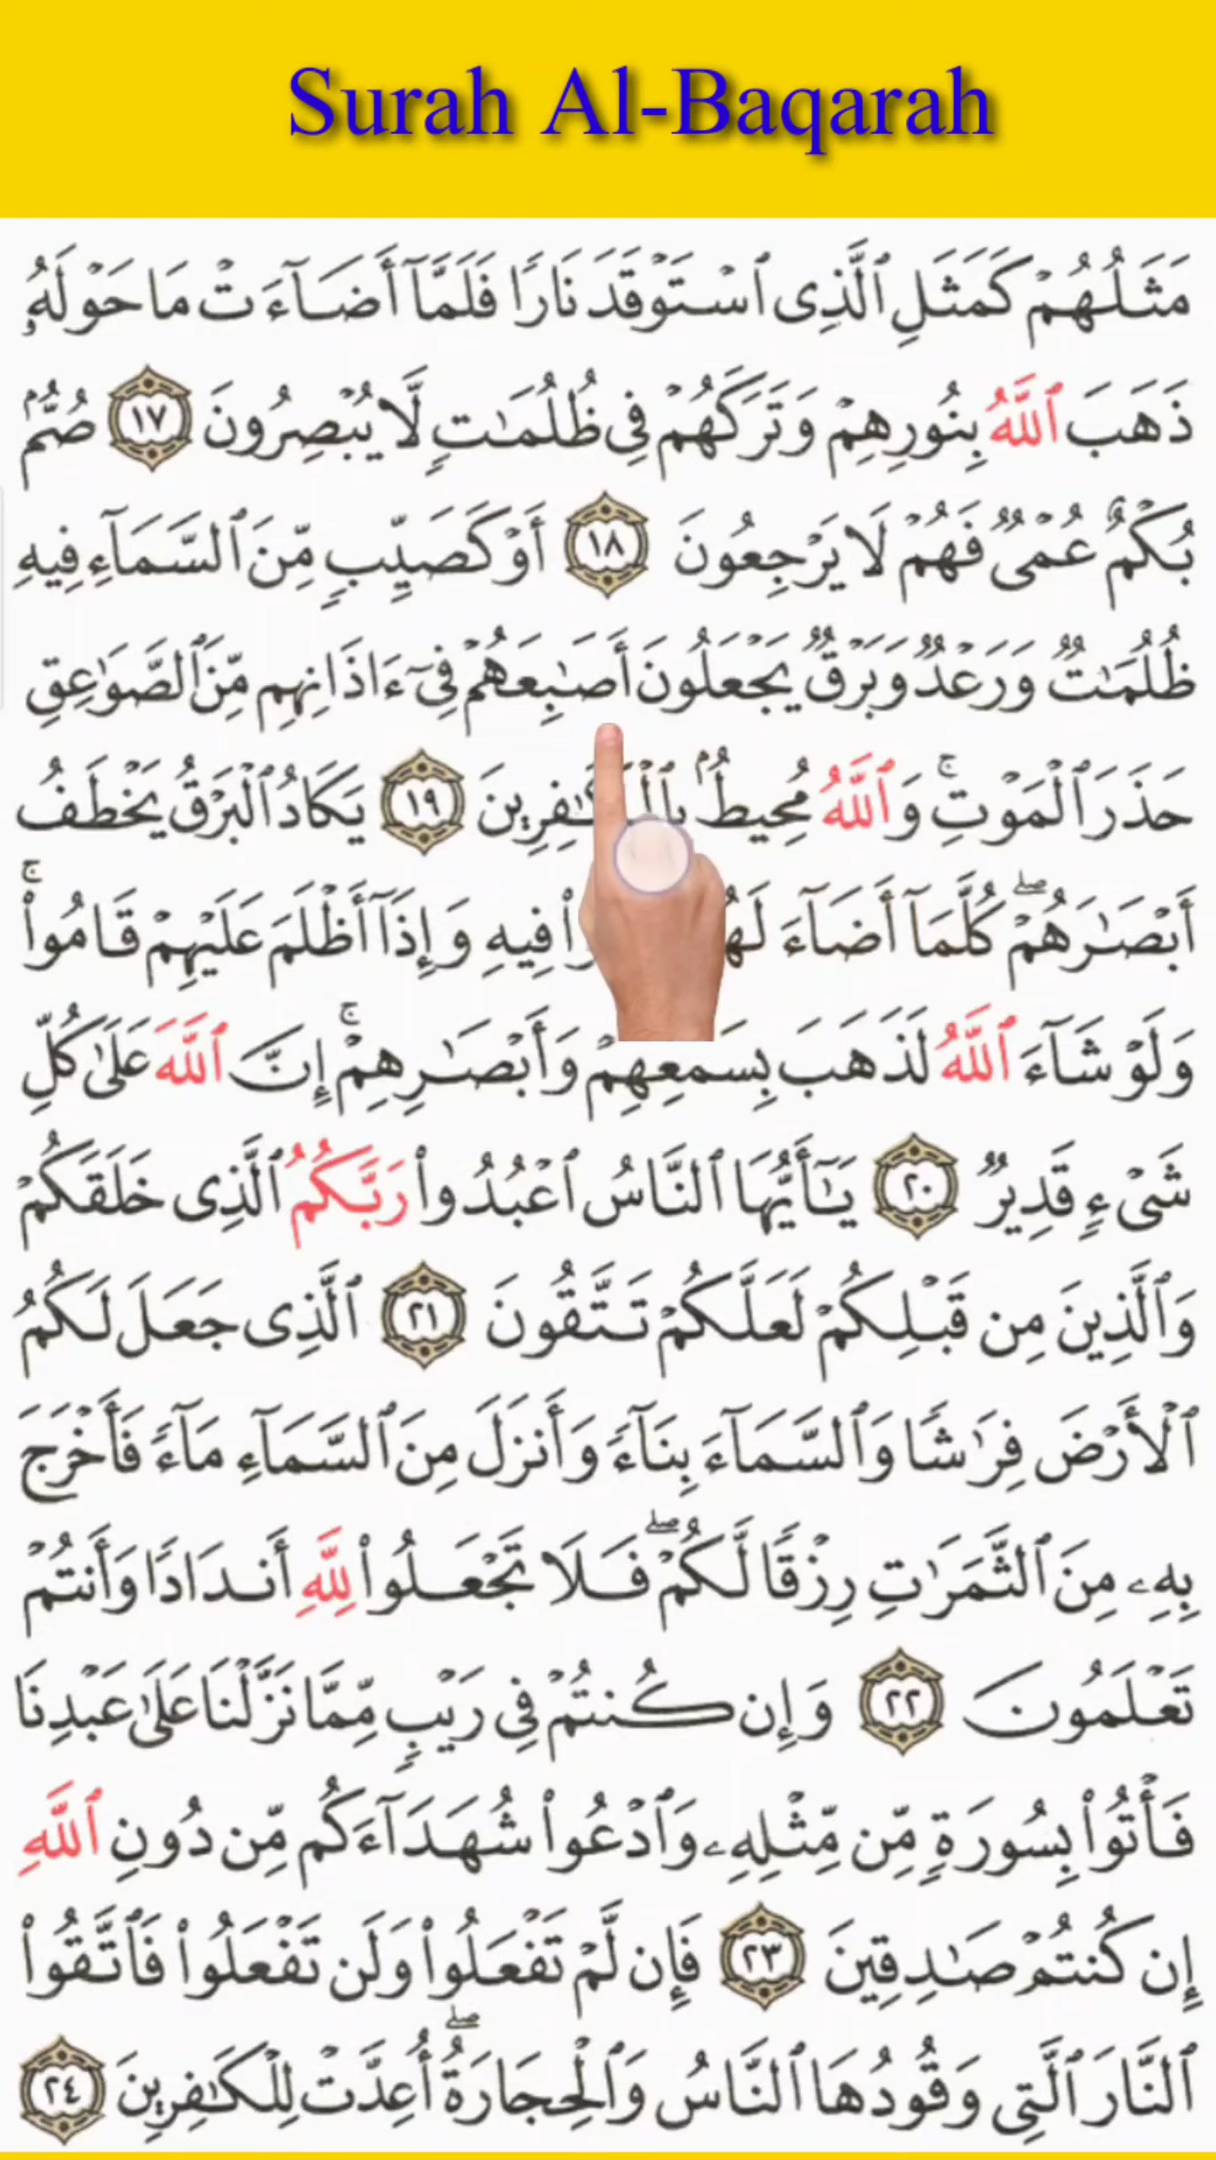 Surah Al-Baqarah
مَثَلُهُمْ كَمَثَلِ ٱلَّذِى ٱسْتَوْقَدَ نَارًا فَلَمَّآ أَضَآءَتْ مَا حَوْلَهُۥ
ذَهَبَ ٱللَّهُ بِنُورِهِمْ وَتَرَكَهُمْ فِى ظُلُمَـٰتٍ لَّا يُبْصِرُونَ ١٧ صُمٌّۢ
بُكْمٌ عُمْىٌ فَهُمْ لَا يَرْجِعُونَ ١٨ أَوْ كَصَيِّبٍ مِّنَ ٱلسَّمَآءِ فِيهِ
ظُلُمَـٰتٌ وَرَعْدٌ وَبَرْقٌ يَجْعَلُونَ أَصَـٰبِعَهُمْ فِىٓ ءَاذَانِهِم مِّنَ ٱلصَّوَٰعِقِ
حَذَرَ ٱلْمَوْتِ ۚ وَٱللَّهُ مُحِيطٌۢ ١٩ يَكَادُ ٱلْبَرْقُ يَخْطَفُ
أَبْصَـٰرَهُمْ ۖ كُلَّمَآ أَضَآءَ فِيهِ وَإِذَآ أَظْلَمَ عَلَيْهِمْ قَامُوا۟ ۚ
وَلَوْ شَآءَ ٱللَّهُ لَذَهَبَ بِسَمْعِهِمْ وَأَبْصَـٰرِهِمْ ۚ إِنَّ ٱللَّهَ عَلَىٰ كُلِّ
شَىْءٍ قَدِيرٌ ٢٠ يَـٰٓأَيُّهَا ٱلنَّاسُ ٱعْبُدُوا۟ رَبَّكُمُ ٱلَّذِى خَلَقَكُمْ
وَٱلَّذِينَ مِن قَبْلِكُمْ لَعَلَّكُمْ تَتَّقُونَ ٢١ ٱلَّذِى جَعَلَ لَكُمُ
ٱلْأَرْضَ فِرَٰشًا وَٱلسَّمَآءَ بِنَآءً وَأَنزَلَ مِنَ ٱلسَّمَآءِ مَآءً فَأَخْرَجَ
بِهِۦ مِنَ ٱلثَّمَرَٰتِ رِزْقًا لَّكُمْ ۖ فَلَا تَجْعَلُوا۟ لِلَّهِ أَندَادًا وَأَنتُمْ
تَعْلَمُونَ ٢٢ وَإِن كُنتُمْ فِى رَيْبٍ مِّمَّا نَزَّلْنَا عَلَىٰ عَبْدِنَا
فَأْتُوا۟ بِسُورَةٍ مِّن مِّثْلِهِۦ وَٱدْعُوا۟ شُهَدَآءَكُم مِّن دُونِ ٱللَّهِ
إِن كُنتُمْ صَـٰدِقِينَ ٢٣ فَإِن لَّمْ تَفْعَلُوا۟ وَلَن تَفْعَلُوا۟ فَٱتَّقُوا۟
ٱلنَّارَ ٱلَّتِى وَقُودُهَا ٱلنَّاسُ وَٱلْحِجَارَةُ ۖ أُعِدَّتْ لِلْكَـٰفِرِينَ ٢٤